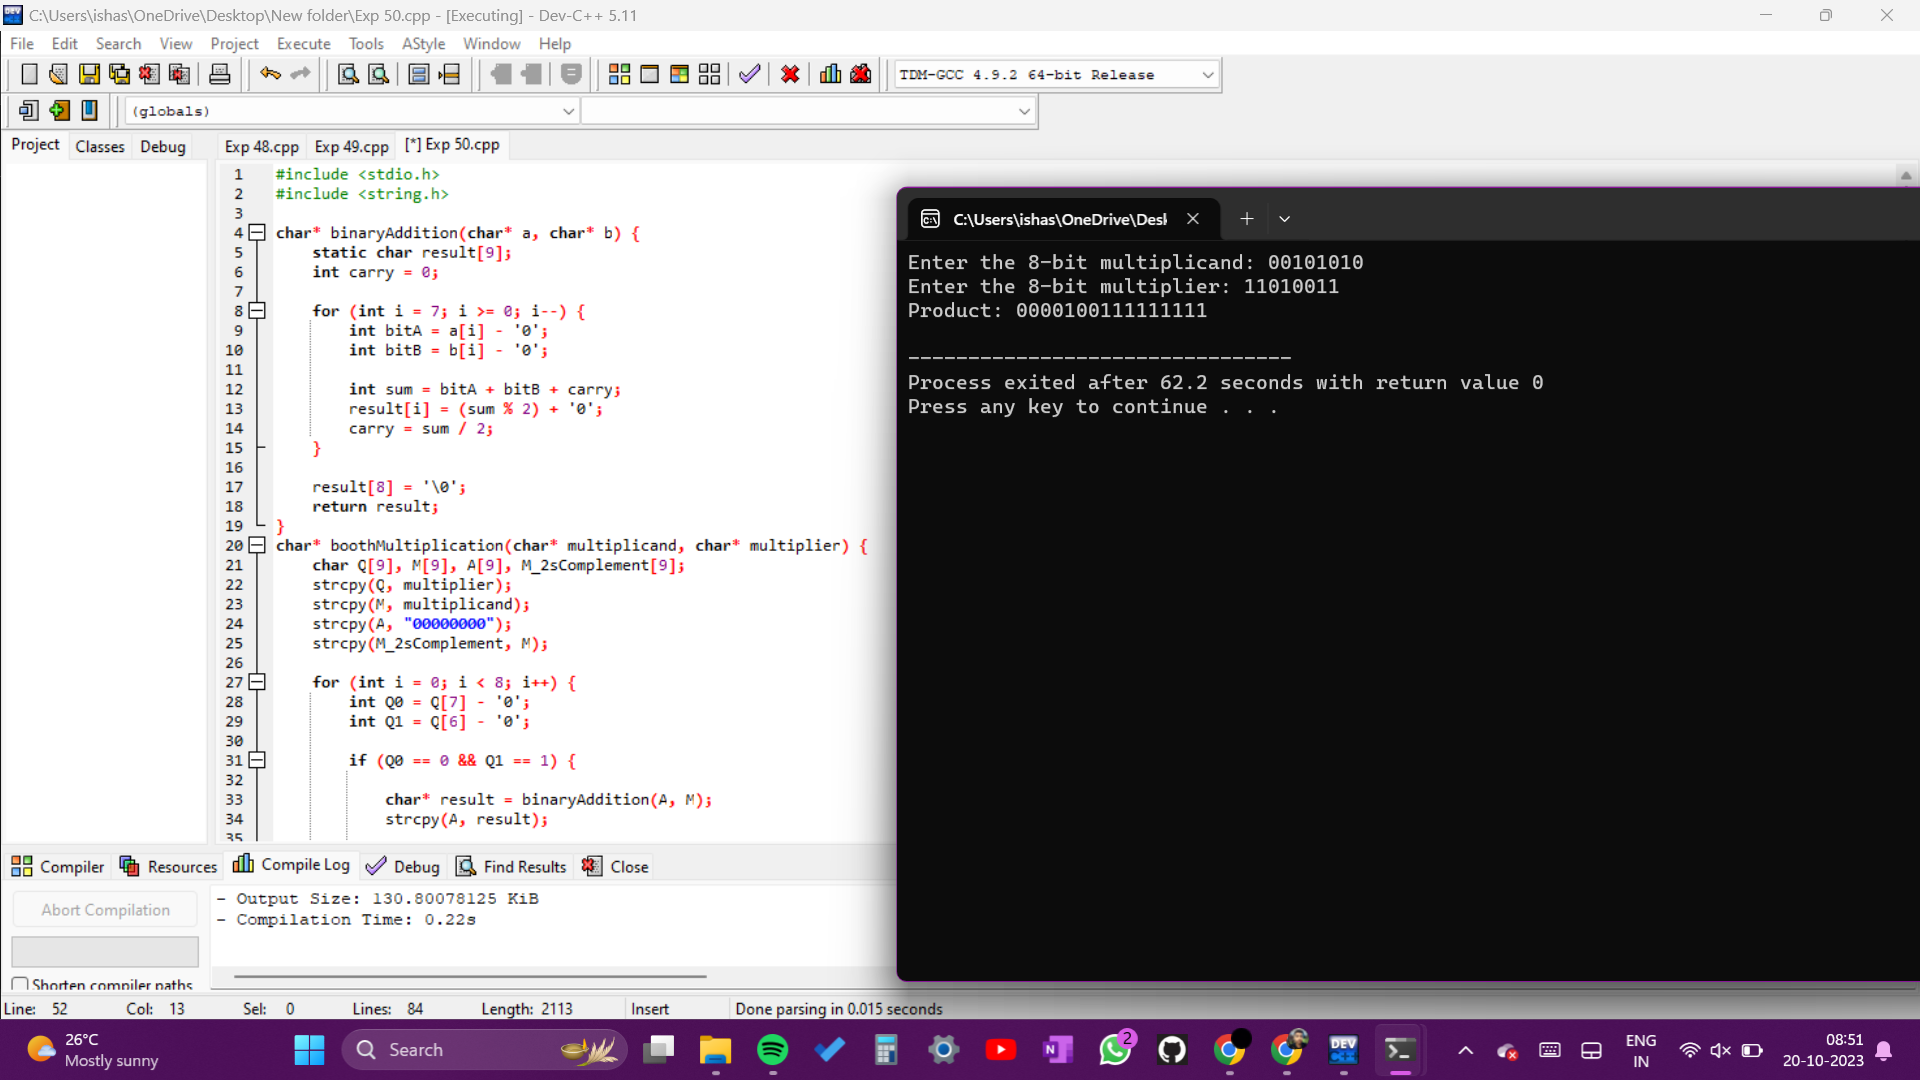 C:\Users\ishas\OneDrive\Desktop\New folder\Exp 50.cpp - [Executing] - Dev-C++ 5.11
File Edit Search View Project Execute Tools AStyle Window Help
TDM-GCC 4.9.2 64-bit Release
(globals)
Project Classes Debug
Exp 48.cpp Exp 49.cpp [*] Exp 50.cpp
1 #include <stdio.h>
2 #include <string.h>
3
4 char* binaryAddition(char* a, char* b) {
5 static char result[9];
6 int carry = 0;
7
8 for (int i = 7; i >= 0; i--) {
9 int bitA = a[i] - '0';
10 int bitB = b[i] - '0';
11
12 int sum = bitA + bitB + carry;
13 result[i] = (sum % 2) + '0';
14 carry = sum / 2;
15 }
16
17 result[8] = '\0';
18 return result;
19 }
20 char* boothMultiplication(char* multiplicand, char* multiplier) {
21 char Q[9], M[9], A[9], M_2sComplement[9];
22 strcpy(Q, multiplier);
23 strcpy(M, multiplicand);
24 strcpy(A, "00000000");
25 strcpy(M_2sComplement, M);
26
27 for (int i = 0; i < 8; i++) {
28 int Q0 = Q[7] - '0';
29 int Q1 = Q[6] - '0';
30
31 if (Q0 == 0 && Q1 == 1) {
32
33 char* result = binaryAddition(A, M);
34 strcpy(A, result);
35
C:\Users\ishas\OneDrive\Desk
Enter the 8-bit multiplicand: 00101010
Enter the 8-bit multiplier: 11010011
Product: 0000100111111111
--------------------------------
Process exited after 62.2 seconds with return value 0
Press any key to continue . . .
Compiler Resources Compile Log Debug Find Results Close
Abort Compilation
Shorten compiler paths
- Output Size: 130.80078125 KiB
- Compilation Time: 0.22s
Line: 52 Col: 13 Sel: 0 Lines: 84 Length: 2113 Insert Done parsing in 0.015 seconds
26°C
Mostly sunny
Search
2
DEV
C++
ENG
IN
08:51
20-10-2023